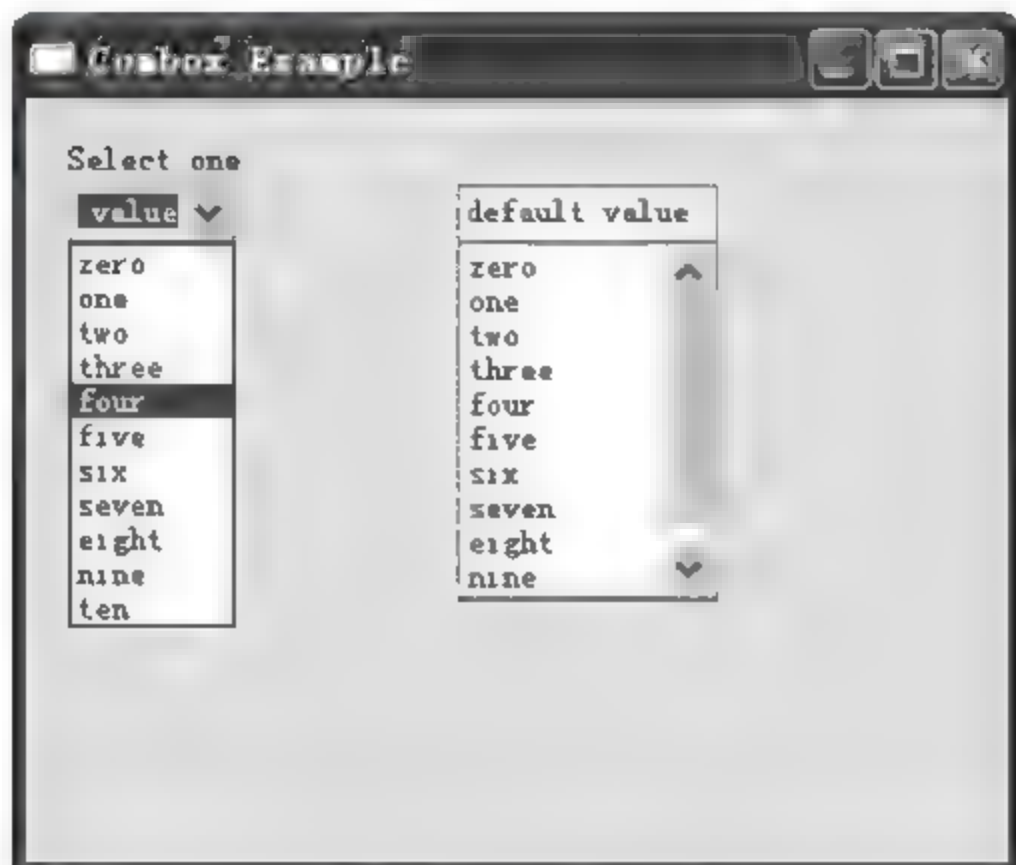 Combox Example
Select one
value
zero
one
two
three
four
five
six
seven
eight
nine
ten
default value
zero
one
two
three
four
five
six
seven
eight
nine